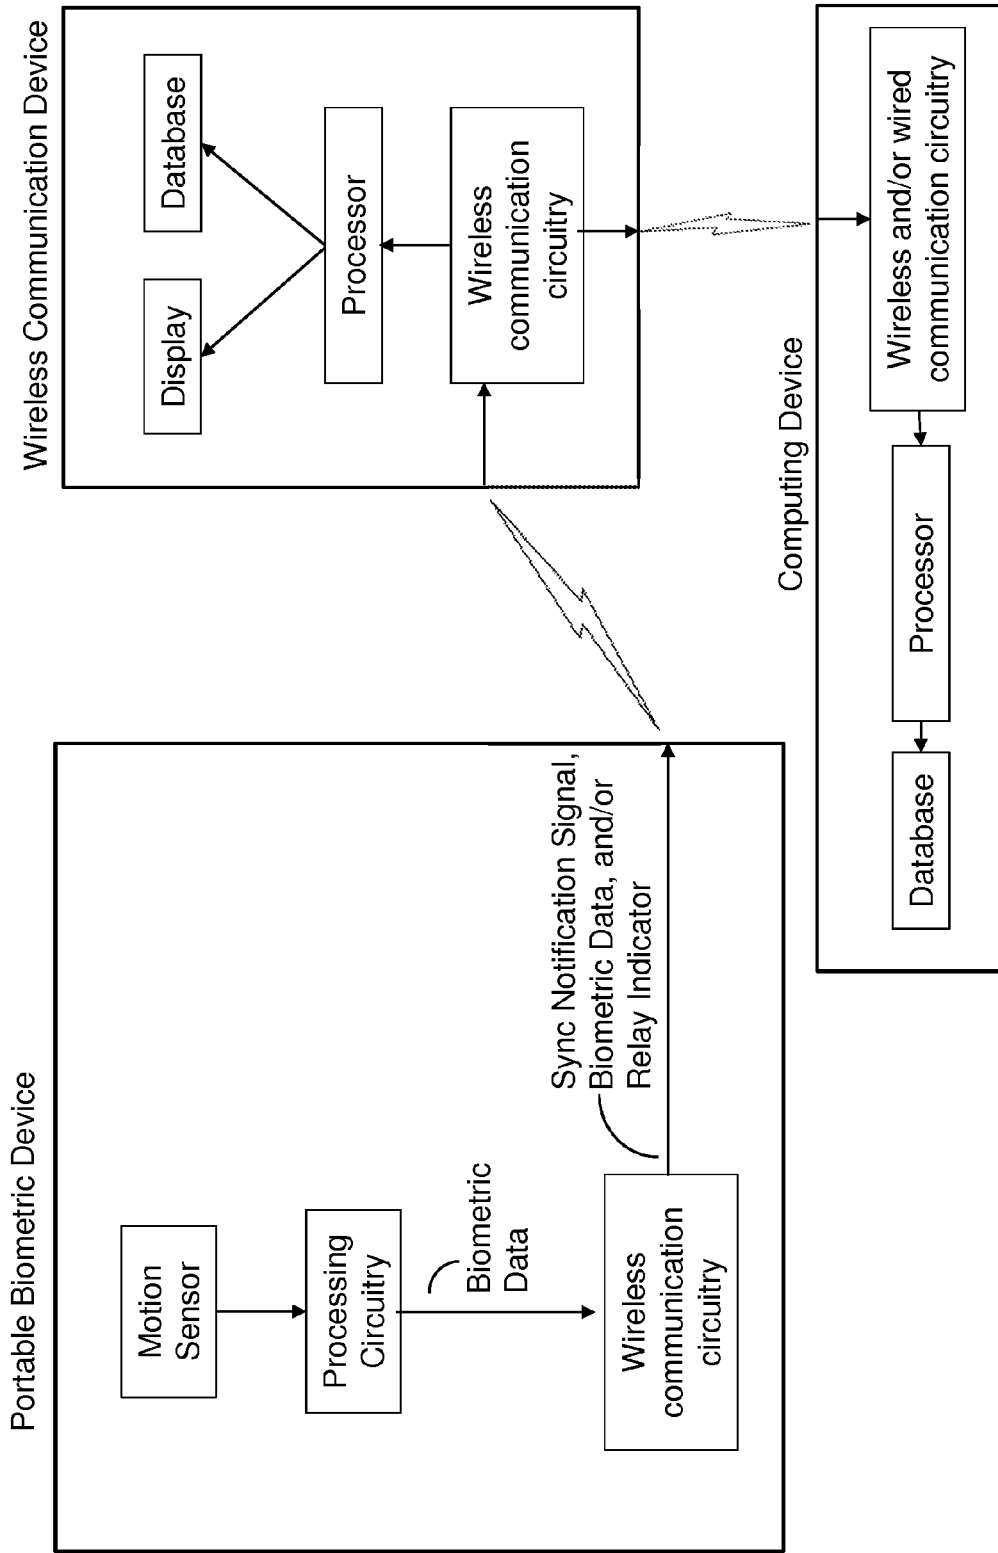 Portable Biometric Device
Motion
Sensor
Processing
Circuitry
Biometric
Data
Wireless
communication
circuitry
Sync Notification Signal,
Biometric Data, and/or
Relay Indicator
Wireless Communication Device
Display
Database
Processor
Wireless
communication
circuitry
Computing Device
Database
Processor
Wireless and/or wired
communication circuitry